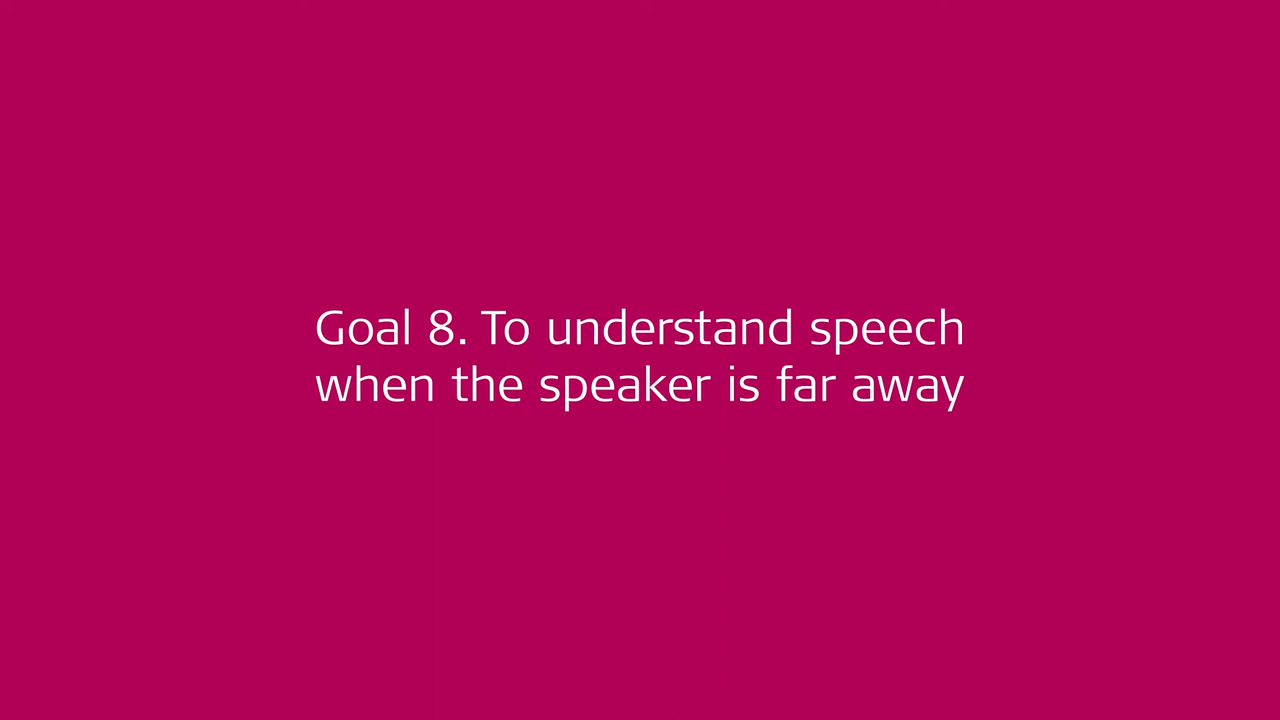 Goal 8. To understand speech
when the speaker is far away